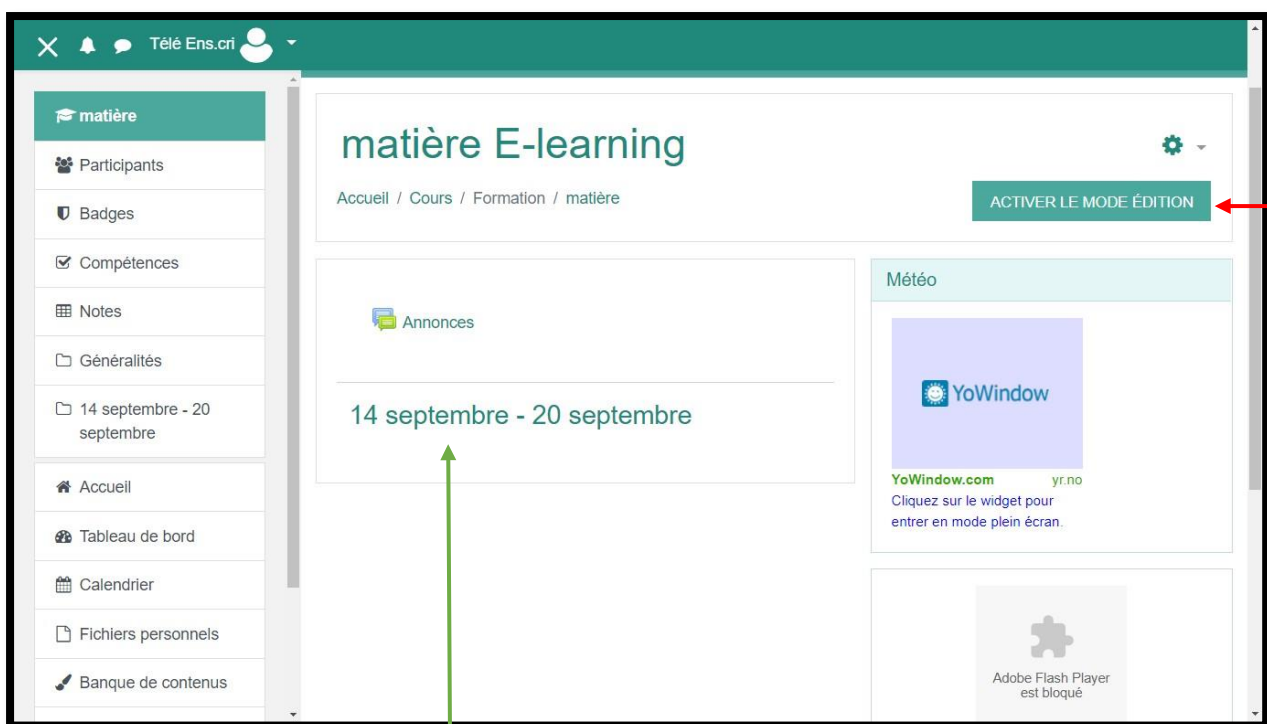 Télé Ens.cri
matière
Participants
Badges
Compétences
Notes
Généralités
14 septembre - 20
septembre
Accueil
Tableau de bord
Calendrier
Fichiers personnels
Banque de contenus
matière E-learning
Accueil / Cours / Formation / matière
ACTIVER LE MODE ÉDITION
Annonces
14 septembre - 20 septembre
Météo
YoWindow
YoWindow.com yr.no
Cliquez sur le widget pour
entrer en mode plein écran.
Adobe Flash Player
est bloqué